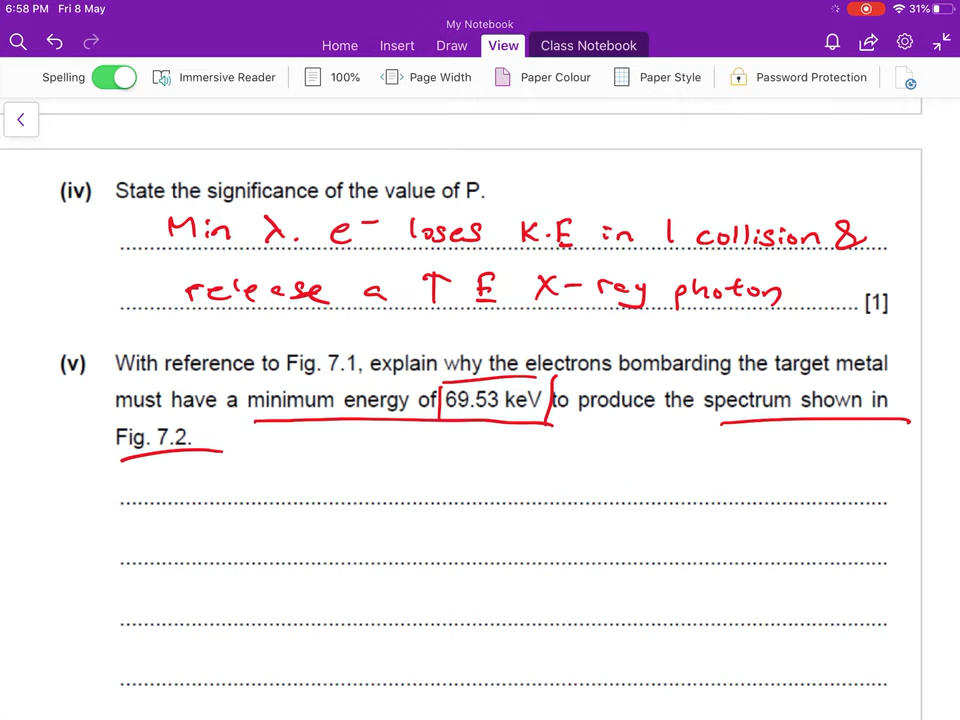 6:58 PM Fri 8 May
31%
My Notebook
Home Insert Draw View Class Notebook
Spelling Immersive Reader 100% Page Width Paper Colour Paper Style Password Protection
(iv) State the significance of the value of P.
Min λ. e⁻ loses K.E in 1 collision &
release a ↑ E X-ray photon
[1]
(v) With reference to Fig. 7.1, explain why the electrons bombarding the target metal
must have a minimum energy of 69.53 keV to produce the spectrum shown in
Fig. 7.2.